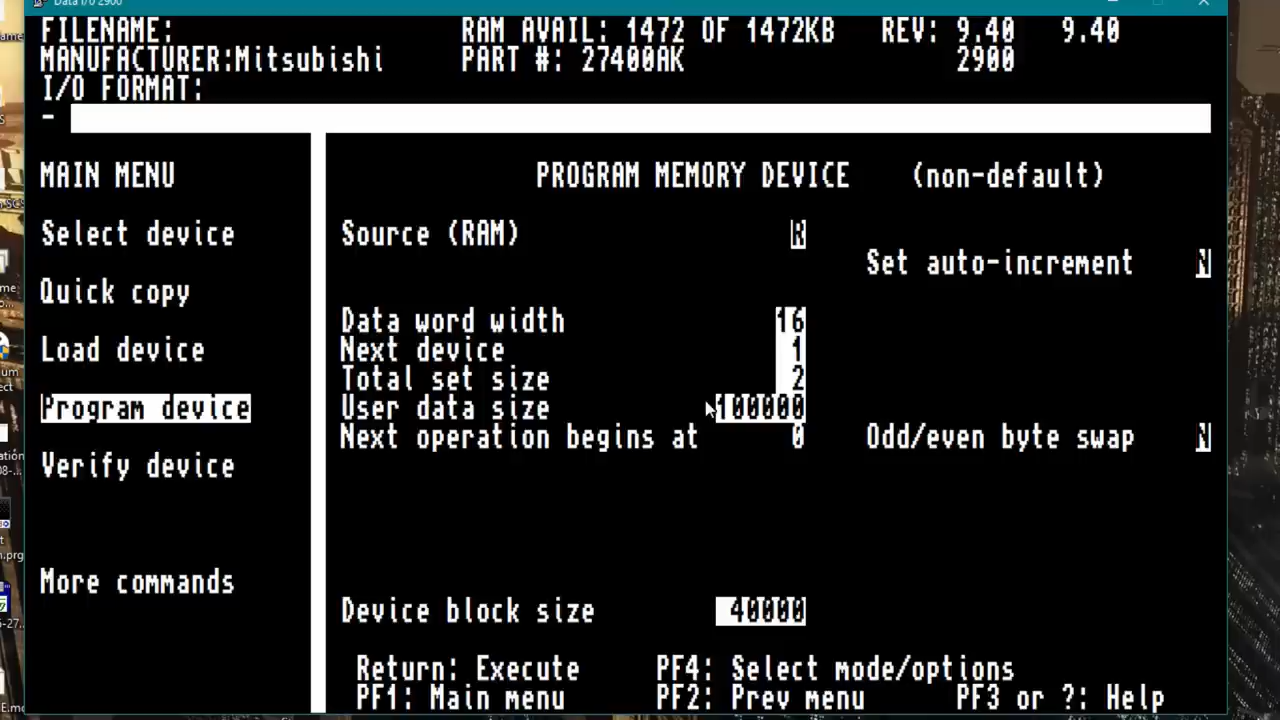 Data I/O 2900
FILENAME: RAM AVAIL: 1472 OF 1472KB REV: 9.40 9.40
MANUFACTURER:Mitsubishi PART #: 27400AK 2900
I/O FORMAT:
-
MAIN MENU PROGRAM MEMORY DEVICE (non-default)
Select device Source (RAM) R
Set auto-increment N
Quick copy
Data word width 16
Load device Next device 1
Total set size 2
Program device User data size 100000
Next operation begins at 0 Odd/even byte swap N
Verify device
More commands
Device block size 40000
Return: Execute PF4: Select mode/options
PF1: Main menu PF2: Prev menu PF3 or ?: Help